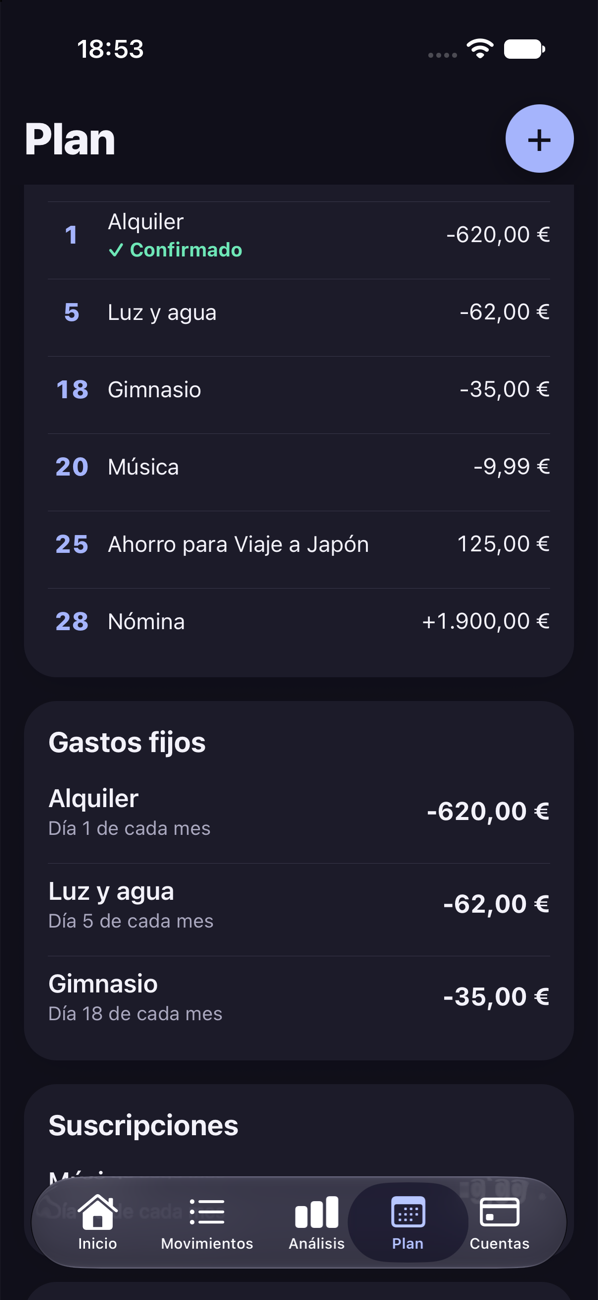 18:53
Plan
+
1 Alquiler -620,00 €
✓ Confirmado
5 Luz y agua -62,00 €
18 Gimnasio -35,00 €
20 Música -9,99 €
25 Ahorro para Viaje a Japón 125,00 €
28 Nómina +1.900,00 €
Gastos fijos
Alquiler -620,00 €
Día 1 de cada mes
Luz y agua -62,00 €
Día 5 de cada mes
Gimnasio -35,00 €
Día 18 de cada mes
Suscripciones
Inicio Movimientos Análisis Plan Cuentas